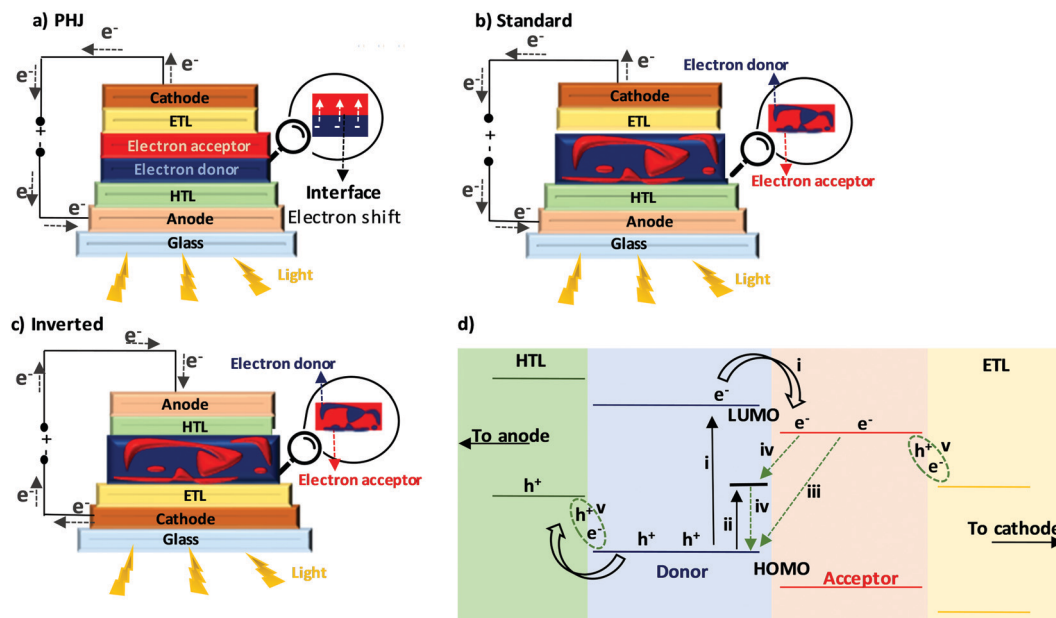 a) PHJ
e-
e-
e-
Cathode
ETL
Electron acceptor
Electron donor
HTL
Anode
Glass
+
e-
e-
- - -
Interface
Electron shift
Light
b) Standard
e-
e-
e-
Electron donor
Cathode
ETL
HTL
Anode
Glass
+
e-
e-
Electron acceptor
Light
c) Inverted
e-
e-
e-
Electron donor
Anode
HTL
ETL
Cathode
Glass
+
e-
e-
Electron acceptor
Light
d)
HTL
ETL
i
e-
LUMO
e-
e-
To anode
i
iv
iii
h+ v
e-
h+
h+ v
e-
ii
iv
h+
h+
To cathode
Donor
HOMO
Acceptor